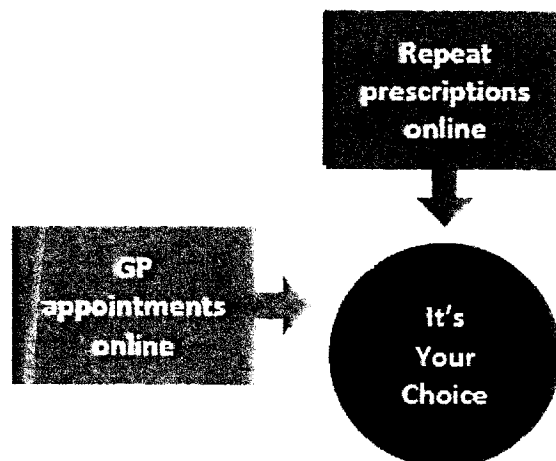 Repeat
prescriptions
online
GP
appointments
online
It's
Your
Choice